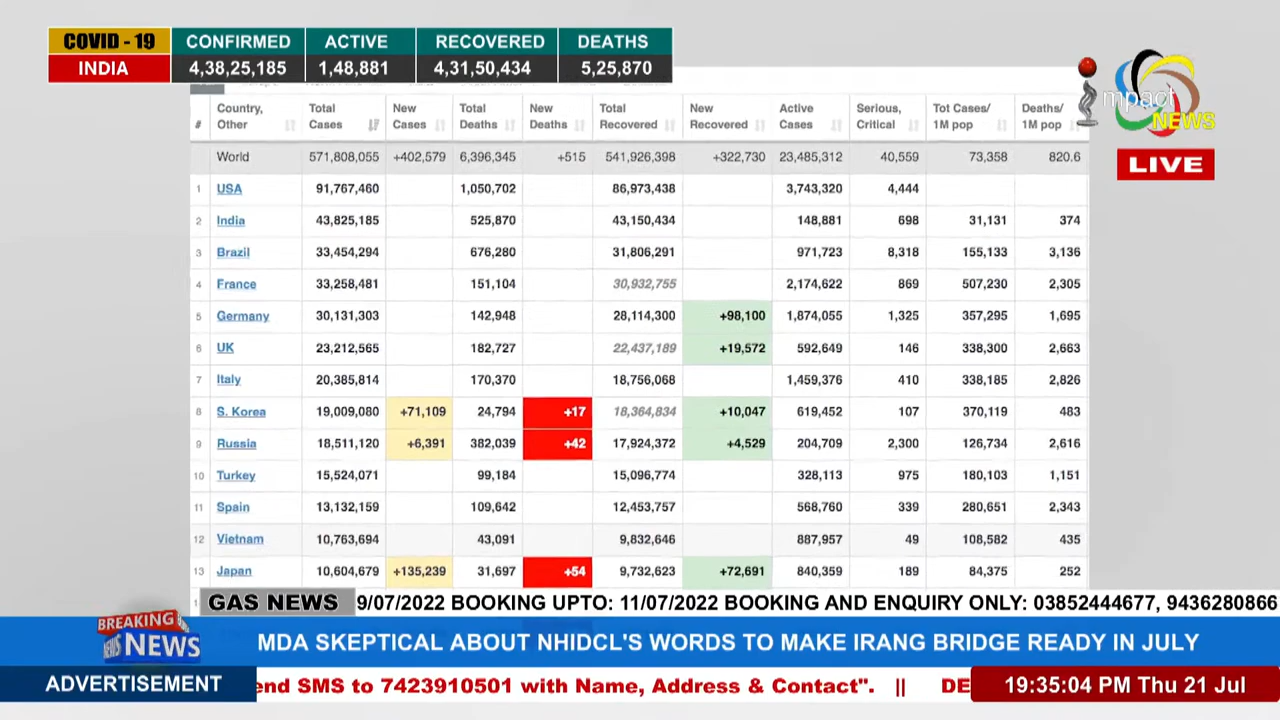 COVID - 19 CONFIRMED ACTIVE RECOVERED DEATHS
INDIA 4,38,25,185 1,48,881 4,31,50,434 5,25,870
mpact
NEWS
LIVE
# Country, Other Total Cases New Cases Total Deaths New Deaths Total Recovered New Recovered Active Cases Serious, Critical Tot Cases/ 1M pop Deaths/ 1M pop
World 571,808,055 +402,579 6,396,345 +515 541,926,398 +322,730 23,485,312 40,559 73,358 820.6
1 USA 91,767,460 1,050,702 86,973,438 3,743,320 4,444
2 India 43,825,185 525,870 43,150,434 148,881 698 31,131 374
3 Brazil 33,454,294 676,280 31,806,291 971,723 8,318 155,133 3,136
4 France 33,258,481 151,104 30,932,755 2,174,622 869 507,230 2,305
5 Germany 30,131,303 142,948 28,114,300 +98,100 1,874,055 1,325 357,295 1,695
6 UK 23,212,565 182,727 22,437,189 +19,572 592,649 146 338,300 2,663
7 Italy 20,385,814 170,370 18,756,068 1,459,376 410 338,185 2,826
8 S. Korea 19,009,080 +71,109 24,794 +17 18,364,834 +10,047 619,452 107 370,119 483
9 Russia 18,511,120 +6,391 382,039 +42 17,924,372 +4,529 204,709 2,300 126,734 2,616
10 Turkey 15,524,071 99,184 15,096,774 328,113 975 180,103 1,151
11 Spain 13,132,159 109,642 12,453,757 568,760 339 280,651 2,343
12 Vietnam 10,763,694 43,091 9,832,646 887,957 49 108,582 435
13 Japan 10,604,679 +135,239 31,697 +54 9,732,623 +72,691 840,359 189 84,375 252
GAS NEWS 9/07/2022 BOOKING UPTO: 11/07/2022 BOOKING AND ENQUIRY ONLY: 03852444677, 9436280866
BREAKING
NEWS MDA SKEPTICAL ABOUT NHIDCL'S WORDS TO MAKE IRANG BRIDGE READY IN JULY
ADVERTISEMENT end SMS to 7423910501 with Name, Address & Contact". || DE 19:35:04 PM Thu 21 Jul